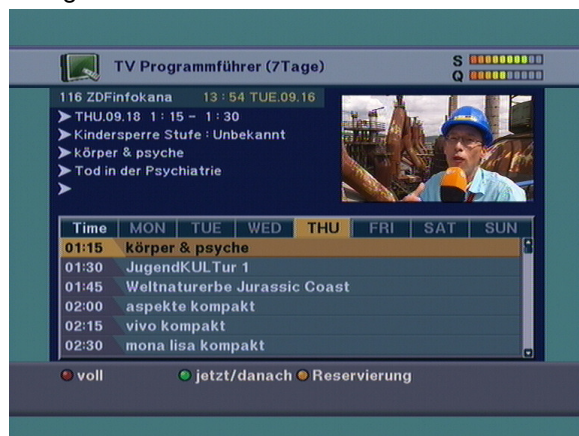 TV Programmführer (7Tage)
S
Q
116 ZDFinfokana 13:54 TUE.09.16
THU.09.18 1:15 - 1:30
Kindersperre Stufe : Unbekannt
körper & psyche
Tod in der Psychiatrie
Time MON TUE WED THU FRI SAT SUN
01:15 körper & psyche
01:30 JugendKULTur 1
01:45 Weltnaturerbe Jurassic Coast
02:00 aspekte kompakt
02:15 vivo kompakt
02:30 mona lisa kompakt
voll jetzt/danach Reservierung